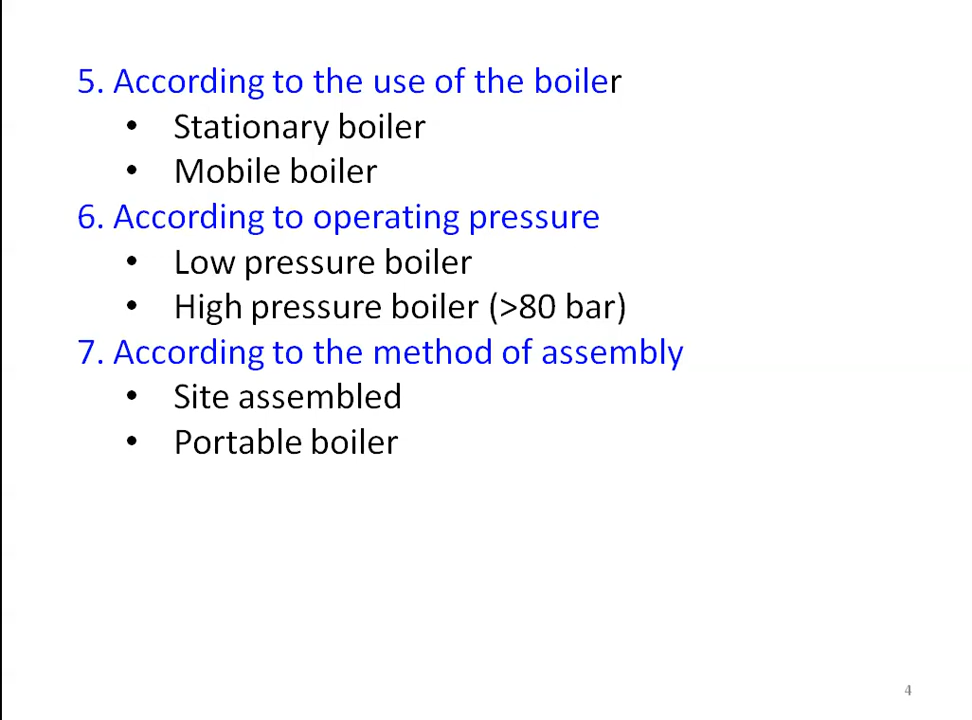 5. According to the use of the boiler
• Stationary boiler
• Mobile boiler
6. According to operating pressure
• Low pressure boiler
• High pressure boiler (>80 bar)
7. According to the method of assembly
• Site assembled
• Portable boiler
4